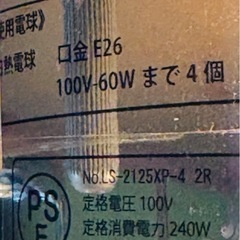 使用電球》
熱電球 口金 E26
100V-60W まで 4 個
No.LS-2125XP-4 2R
定格電圧 100V
定格消費電力 240W
PS
E